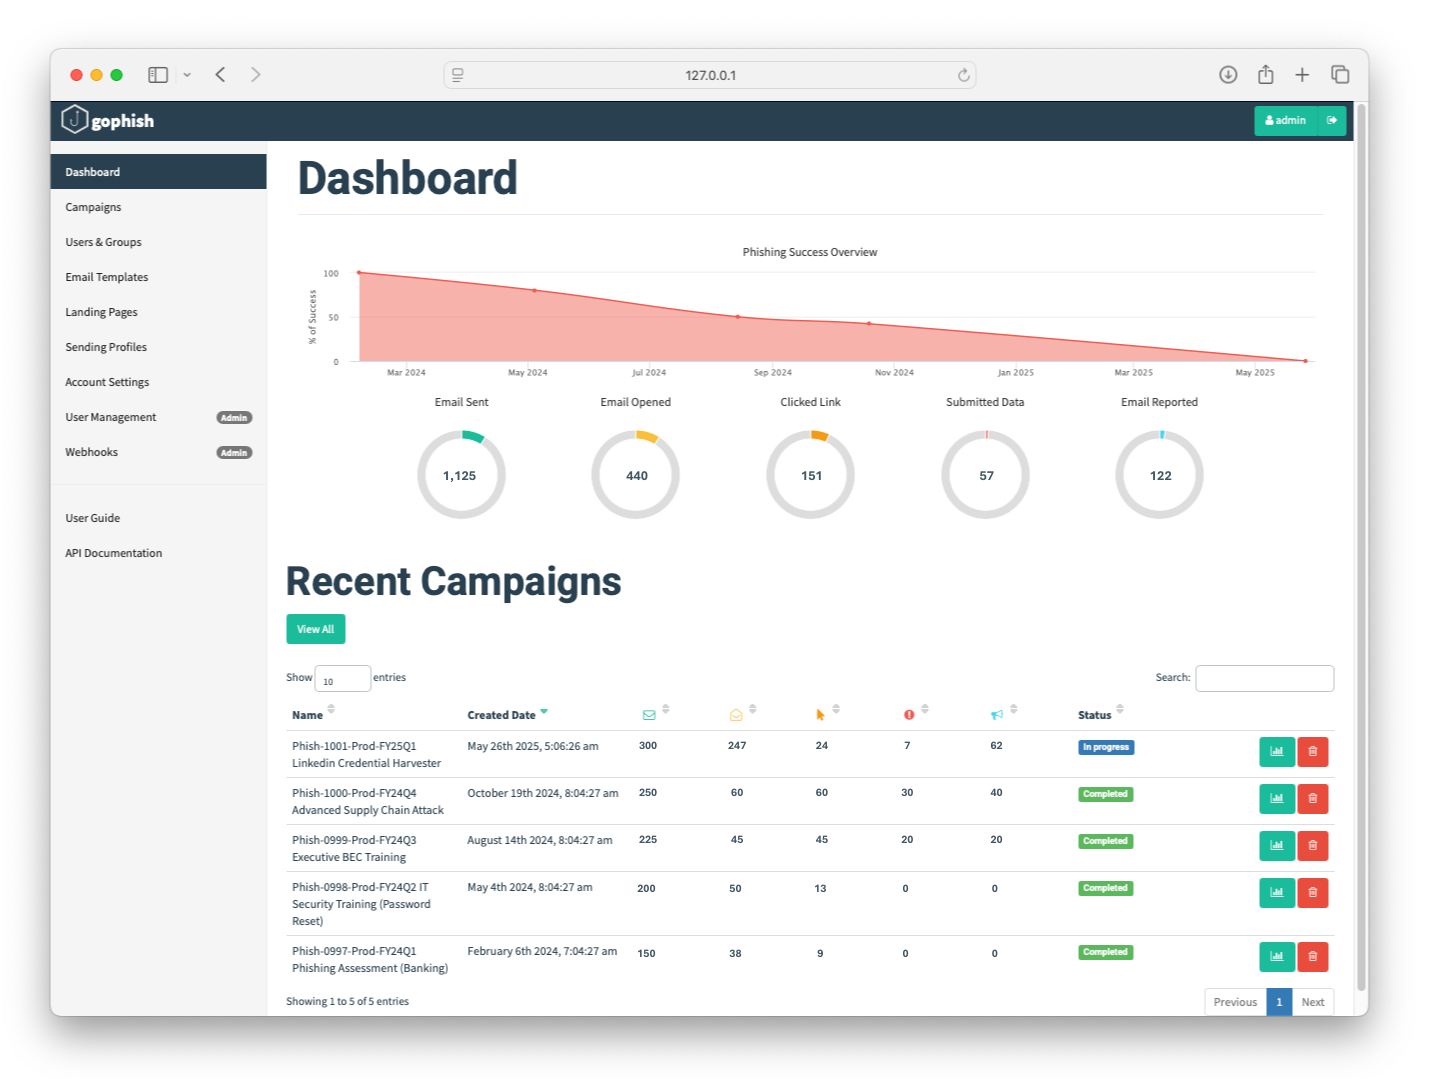 127.0.0.1
gophish
admin
Dashboard
Campaigns
Users & Groups
Email Templates
Landing Pages
Sending Profiles
Account Settings
User Management Admin
Webhooks Admin
User Guide
API Documentation
Dashboard
Phishing Success Overview
% of Success
100
50
0
Mar 2024 May 2024 Jul 2024 Sep 2024 Nov 2024 Jan 2025 Mar 2025 May 2025
Email Sent Email Opened Clicked Link Submitted Data Email Reported
1,125 440 151 57 122
Recent Campaigns
View All
Show 10 entries Search:
Name Created Date Status
Phish-1001-Prod-FY25Q1 May 26th 2025, 5:06:26 am 300 247 24 7 62 In progress
Linkedin Credential Harvester
Phish-1000-Prod-FY24Q4 October 19th 2024, 8:04:27 am 250 60 60 30 40 Completed
Advanced Supply Chain Attack
Phish-0999-Prod-FY24Q3 August 14th 2024, 8:04:27 am 225 45 45 20 20 Completed
Executive BEC Training
Phish-0998-Prod-FY24Q2 IT May 4th 2024, 8:04:27 am 200 50 13 0 0 Completed
Security Training (Password
Reset)
Phish-0997-Prod-FY24Q1 February 6th 2024, 7:04:27 am 150 38 9 0 0 Completed
Phishing Assessment (Banking)
Showing 1 to 5 of 5 entries
Previous 1 Next